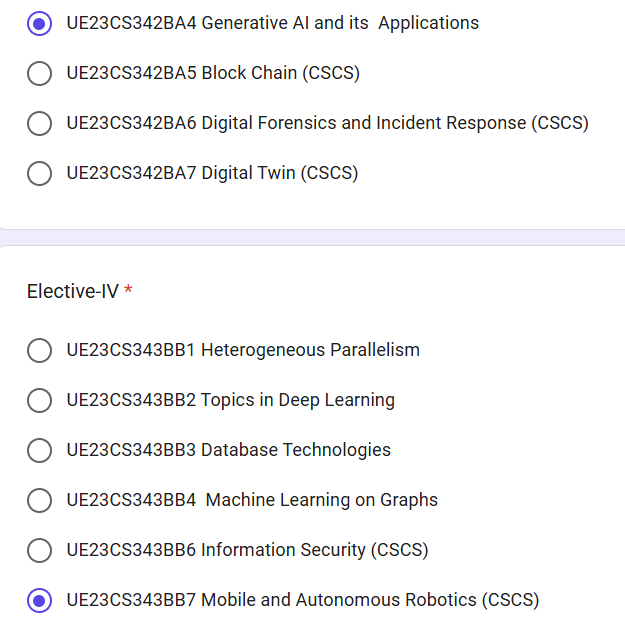 UE23CS342BA4 Generative AI and its  Applications
UE23CS342BA5 Block Chain (CSCS)
UE23CS342BA6 Digital Forensics and Incident Response (CSCS)
UE23CS342BA7 Digital Twin (CSCS)
Elective-IV *
UE23CS343BB1 Heterogeneous Parallelism
UE23CS343BB2 Topics in Deep Learning
UE23CS343BB3 Database Technologies
UE23CS343BB4  Machine Learning on Graphs
UE23CS343BB6 Information Security (CSCS)
UE23CS343BB7 Mobile and Autonomous Robotics (CSCS)